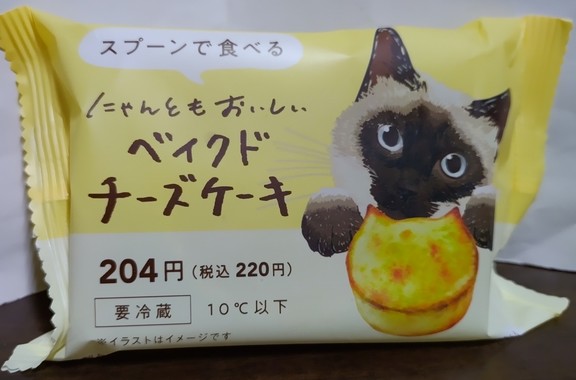 スプーンで食べる
にゃんともおいしい
ベイクド
チーズケーキ
204円(税込 220円)
要冷蔵 10℃以下
※イラストはイメージです